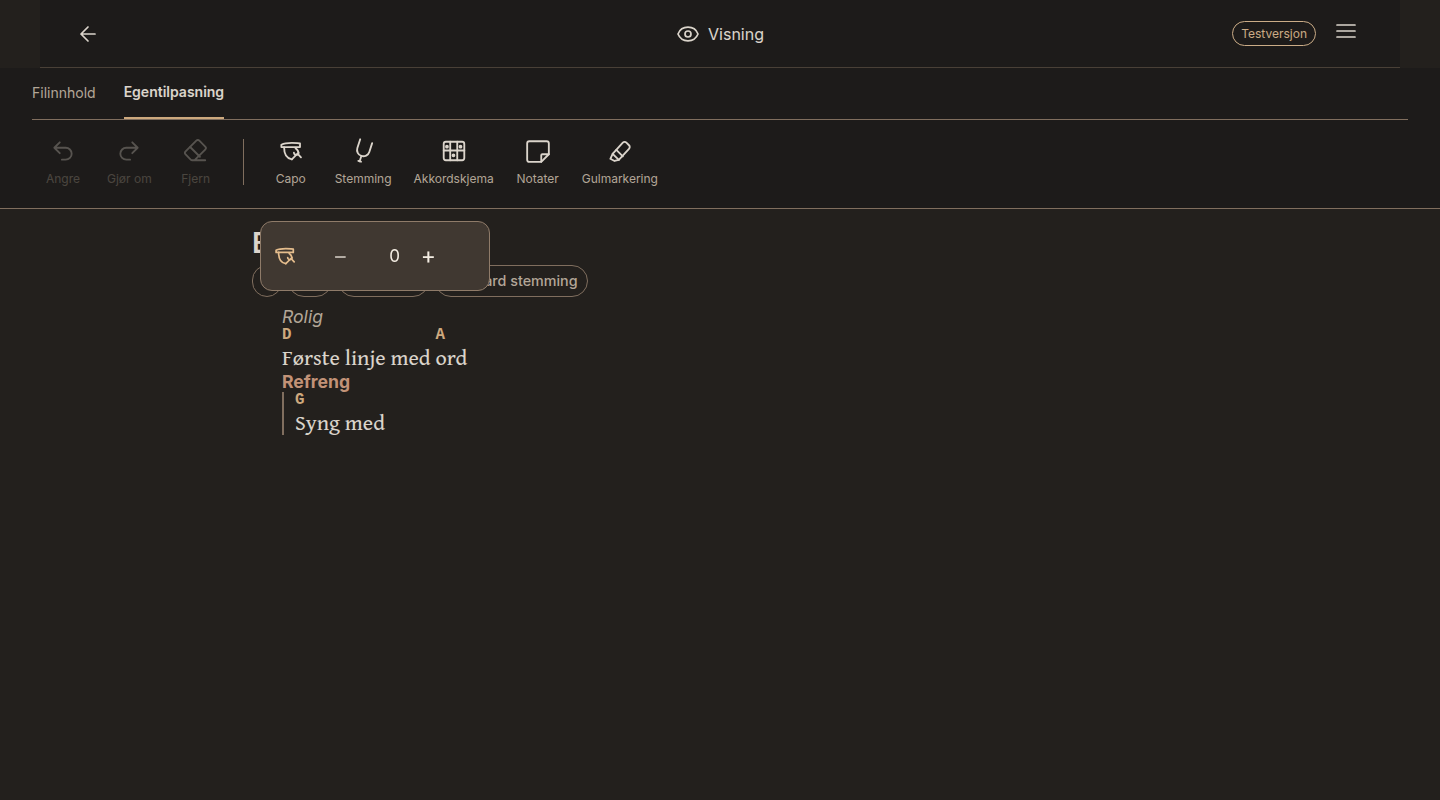 Visning
Testversjon
Filinnhold Egentilpasning
Angre Gjør om Fjern Capo Stemming Akkordskjema Notater Gulmarkering
− 0 +
stemming
Rolig
D A
Første linje med ord
Refreng
G
Syng med